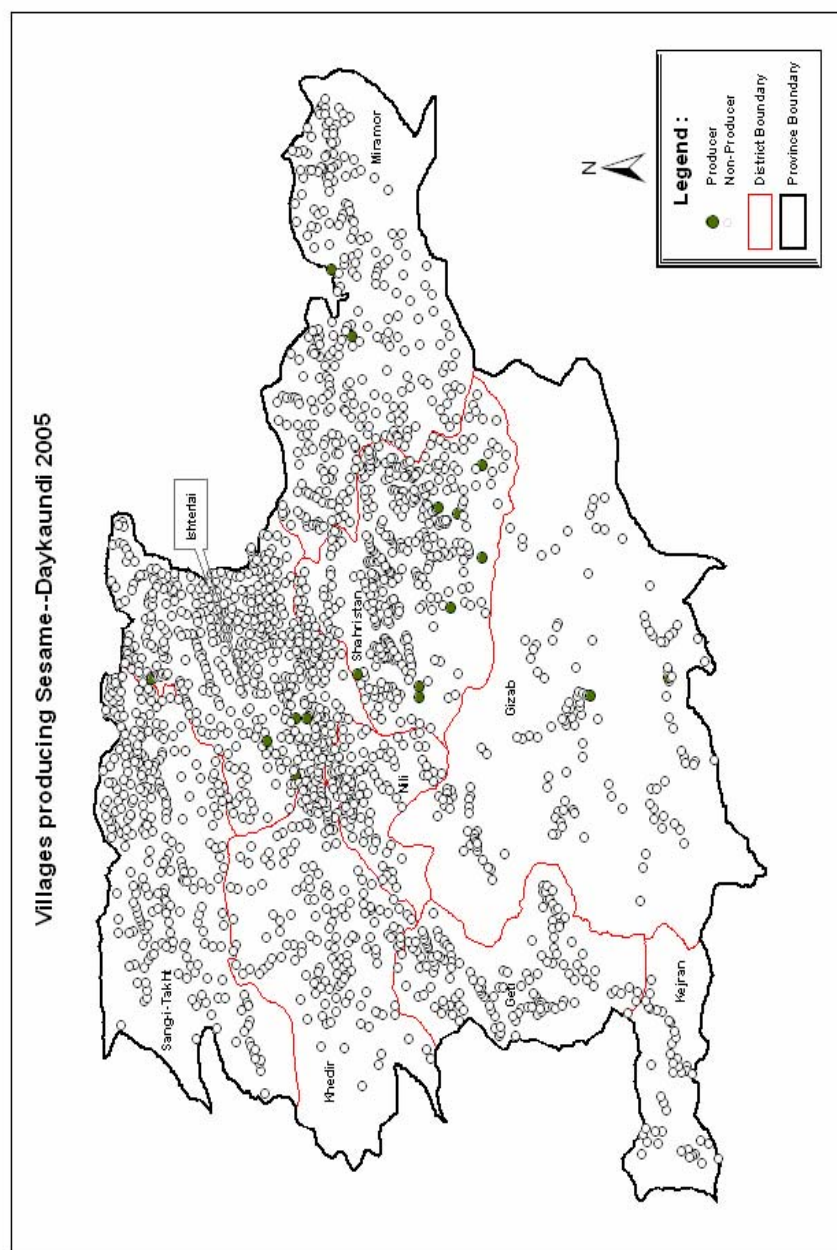 Villages producing Sesame--Daykaundi 2005
Ishterlai
Miramor
Sang-i-Takht
Shahristan
Khedir
Nili
Gizab
Geti
Kejran
N
Legend :
Producer
Non-Producer
District Boundary
Province Boundary